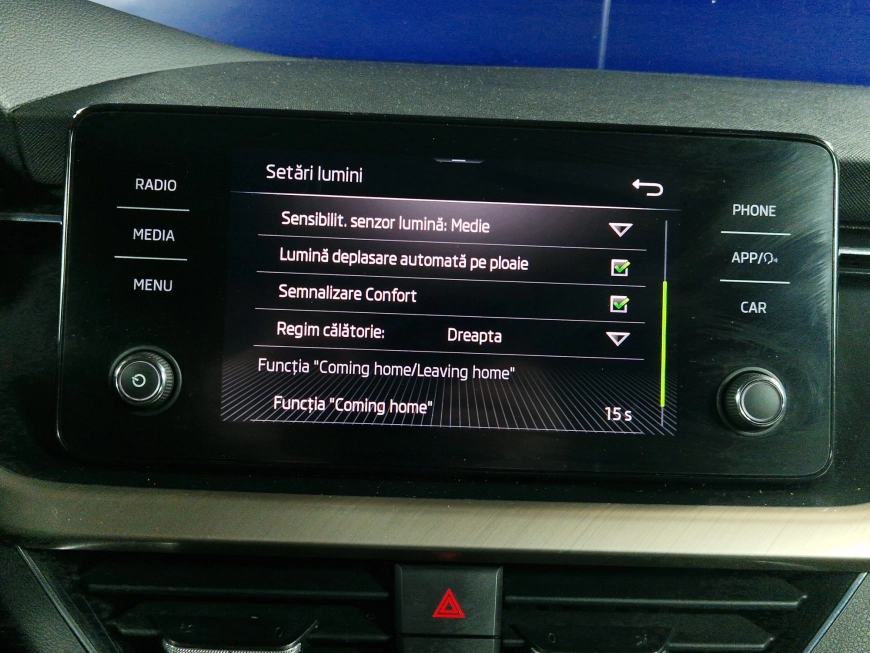 RADIO
MEDIA
MENU
Setări lumini
Sensibilit. senzor lumină: Medie
Lumină deplasare automată pe ploaie
Semnalizare Confort
Regim călătorie: Dreapta
Funcția "Coming home/Leaving home"
Funcția "Coming home" 15 s
PHONE
APP/
CAR